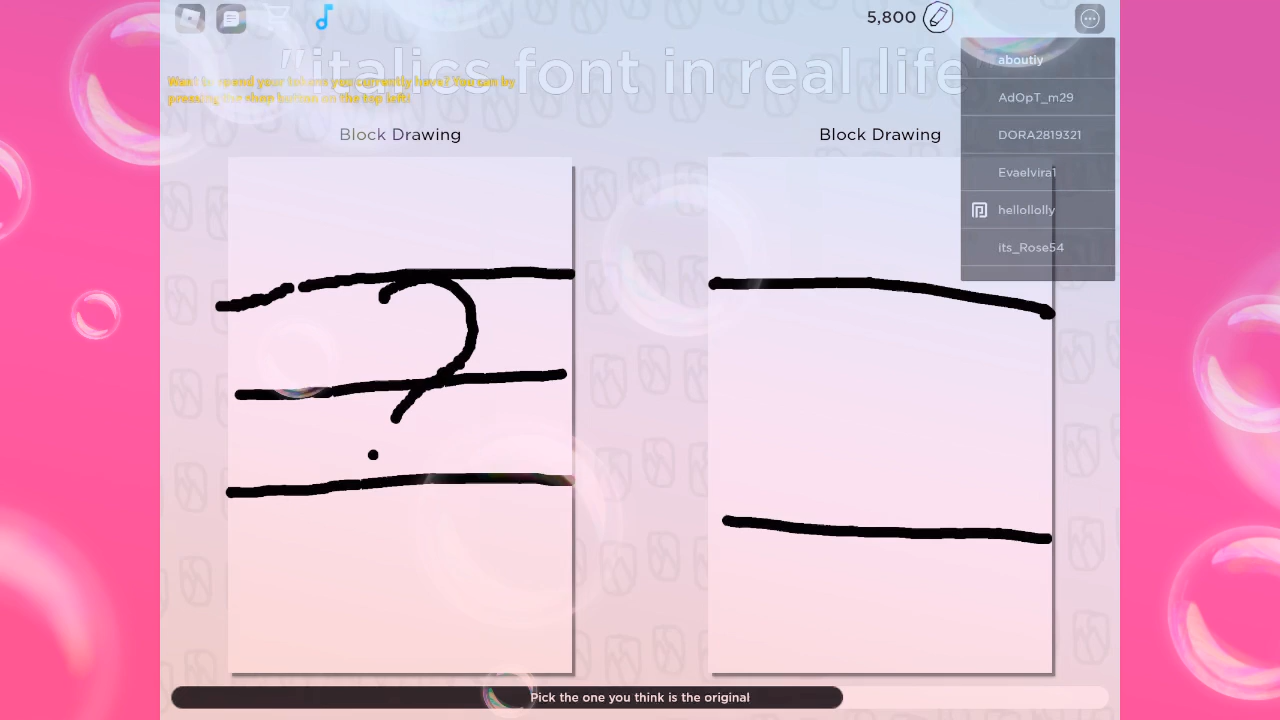 5,800
"italics font in real life
Want to spend your tokens you currently have? You can by
pressing the shop button on the top left!
aboutiy
AdOpT_m29
DORA2819321
Evaelvira1
hellollolly
its_Rose54
Block Drawing
Block Drawing
?
Pick the one you think is the original